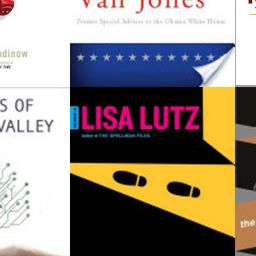 Van Jones
Former Special Advisor to the Obama White House
dinow
S OF
VALLEY
LISA LUTZ
author of THE SPELLMAN FILES
the